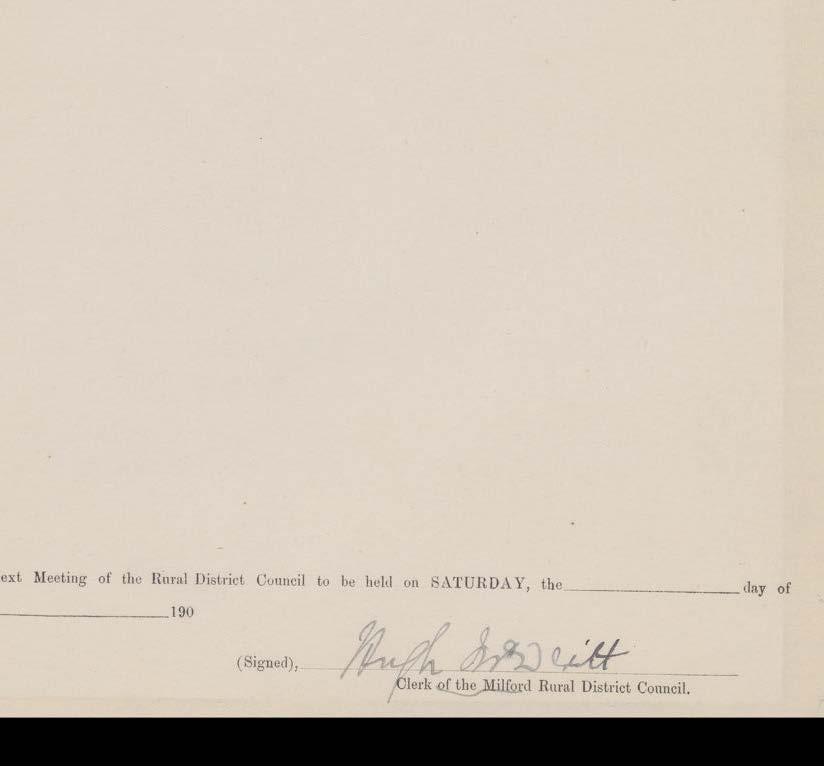 ext Meeting of the Rural District Council to be held on SATURDAY, the day of
190
(Signed), Hugh
Clerk of the Milford Rural District Council.